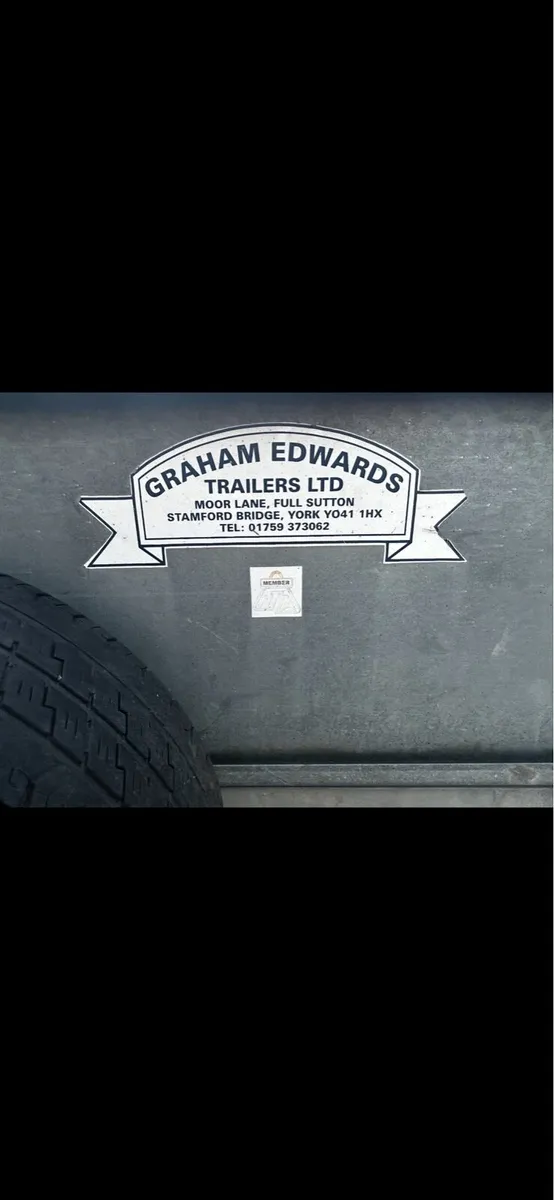 GRAHAM EDWARDS
TRAILERS LTD
MOOR LANE, FULL SUTTON
STAMFORD BRIDGE, YORK YO41 1HX
TEL: 01759 373062
MEMBER